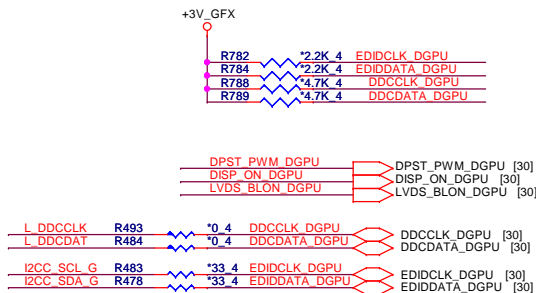 +3V_GFX
R782 *2.2K_4 EDIDCLK_DGPU
R784 *2.2K_4 EDIDDATA_DGPU
R788 *4.7K_4 DDCCLK_DGPU
R789 *4.7K_4 DDCDATA_DGPU
DPST_PWM_DGPU DPST_PWM_DGPU [30]
DISP_ON_DGPU DISP_ON_DGPU [30]
LVDS_BLON_DGPU LVDS_BLON_DGPU [30]
L_DDCCLK R493 *0_4 DDCCLK_DGPU DDCCLK_DGPU [30]
L_DDCDAT R484 *0_4 DDCDATA_DGPU DDCDATA_DGPU [30]
I2CC_SCL_G R483 *33_4 EDIDCLK_DGPU EDIDCLK_DGPU [30]
I2CC_SDA_G R478 *33_4 EDIDDATA_DGPU EDIDDATA_DGPU [30]